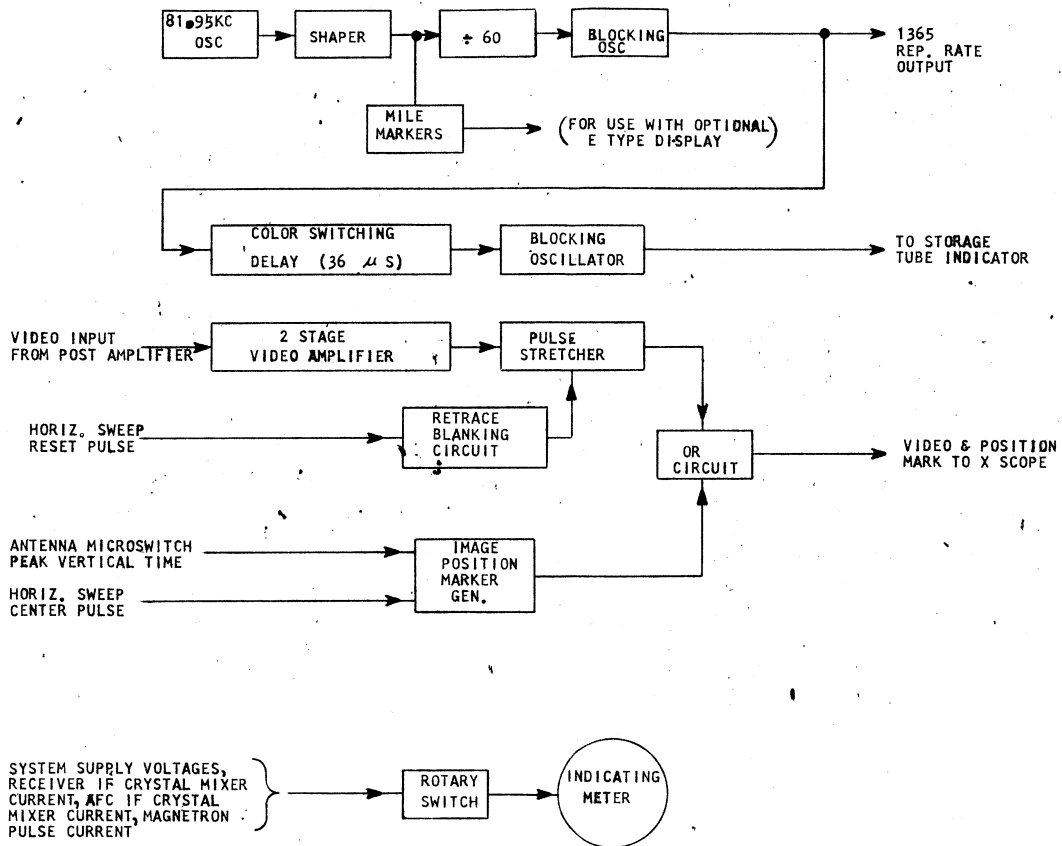 81.95KC
OSC
SHAPER
÷ 60
BLOCKING
OSC
1365
REP. RATE
OUTPUT
MILE
MARKERS
(FOR USE WITH OPTIONAL
E TYPE DISPLAY)
COLOR SWITCHING
DELAY (36 μ S)
BLOCKING
OSCILLATOR
TO STORAGE
TUBE INDICATOR
VIDEO INPUT
FROM POST AMPLIFIER
2 STAGE
VIDEO AMPLIFIER
PULSE
STRETCHER
HORIZ. SWEEP
RESET PULSE
RETRACE
BLANKING
CIRCUIT
OR
CIRCUIT
VIDEO & POSITION
MARK TO X SCOPE
ANTENNA MICROSWITCH
PEAK VERTICAL TIME
HORIZ. SWEEP
CENTER PULSE
IMAGE
POSITION
MARKER
GEN.
SYSTEM SUPPLY VOLTAGES,
RECEIVER IF CRYSTAL MIXER
CURRENT, AFC IF CRYSTAL
MIXER CURRENT, MAGNETRON
PULSE CURRENT
ROTARY
SWITCH
INDICATING
METER